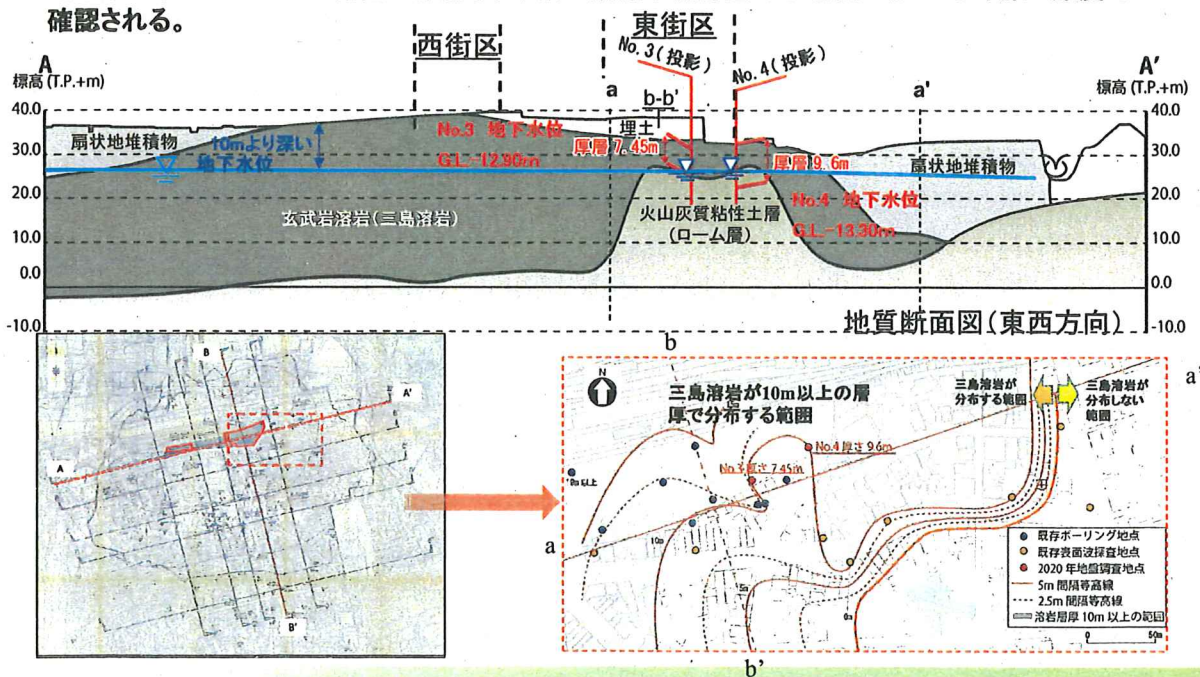 確認される。
西街区
東街区
No.3(投影)
No.4(投影)
A
標高(T.P.+m)
A'
標高(T.P.+m)
a
b-b'
a'
40.0
30.0
20.0
10.0
0.0
-10.0
40.0
30.0
20.0
10.0
0.0
-10.0
扇状地堆積物
10mより深い
地下水位
No.3 地下水位
G.L.-12.90m
埋土
層厚7.45m
厚層9.6m
扇状地堆積物
玄武岩溶岩(三島溶岩)
火山灰質粘性土層
(ローム層)
No.4 地下水位
G.L.-13.30m
地質断面図(東西方向)
A
A'
B
B'
b
b'
a
a'
N
三島溶岩が10m以上の層
厚で分布する範囲
三島溶岩が
分布する範囲
三島溶岩が
分布しない
範囲
No.4 厚さ 9.6m
No.3 厚さ 7.45m
10m
0m
既存ボーリング地点
既存表面波探査地点
2020年地盤調査地点
5m間隔等高線
2.5m間隔等高線
溶岩層厚10m以上の範囲
0
50m